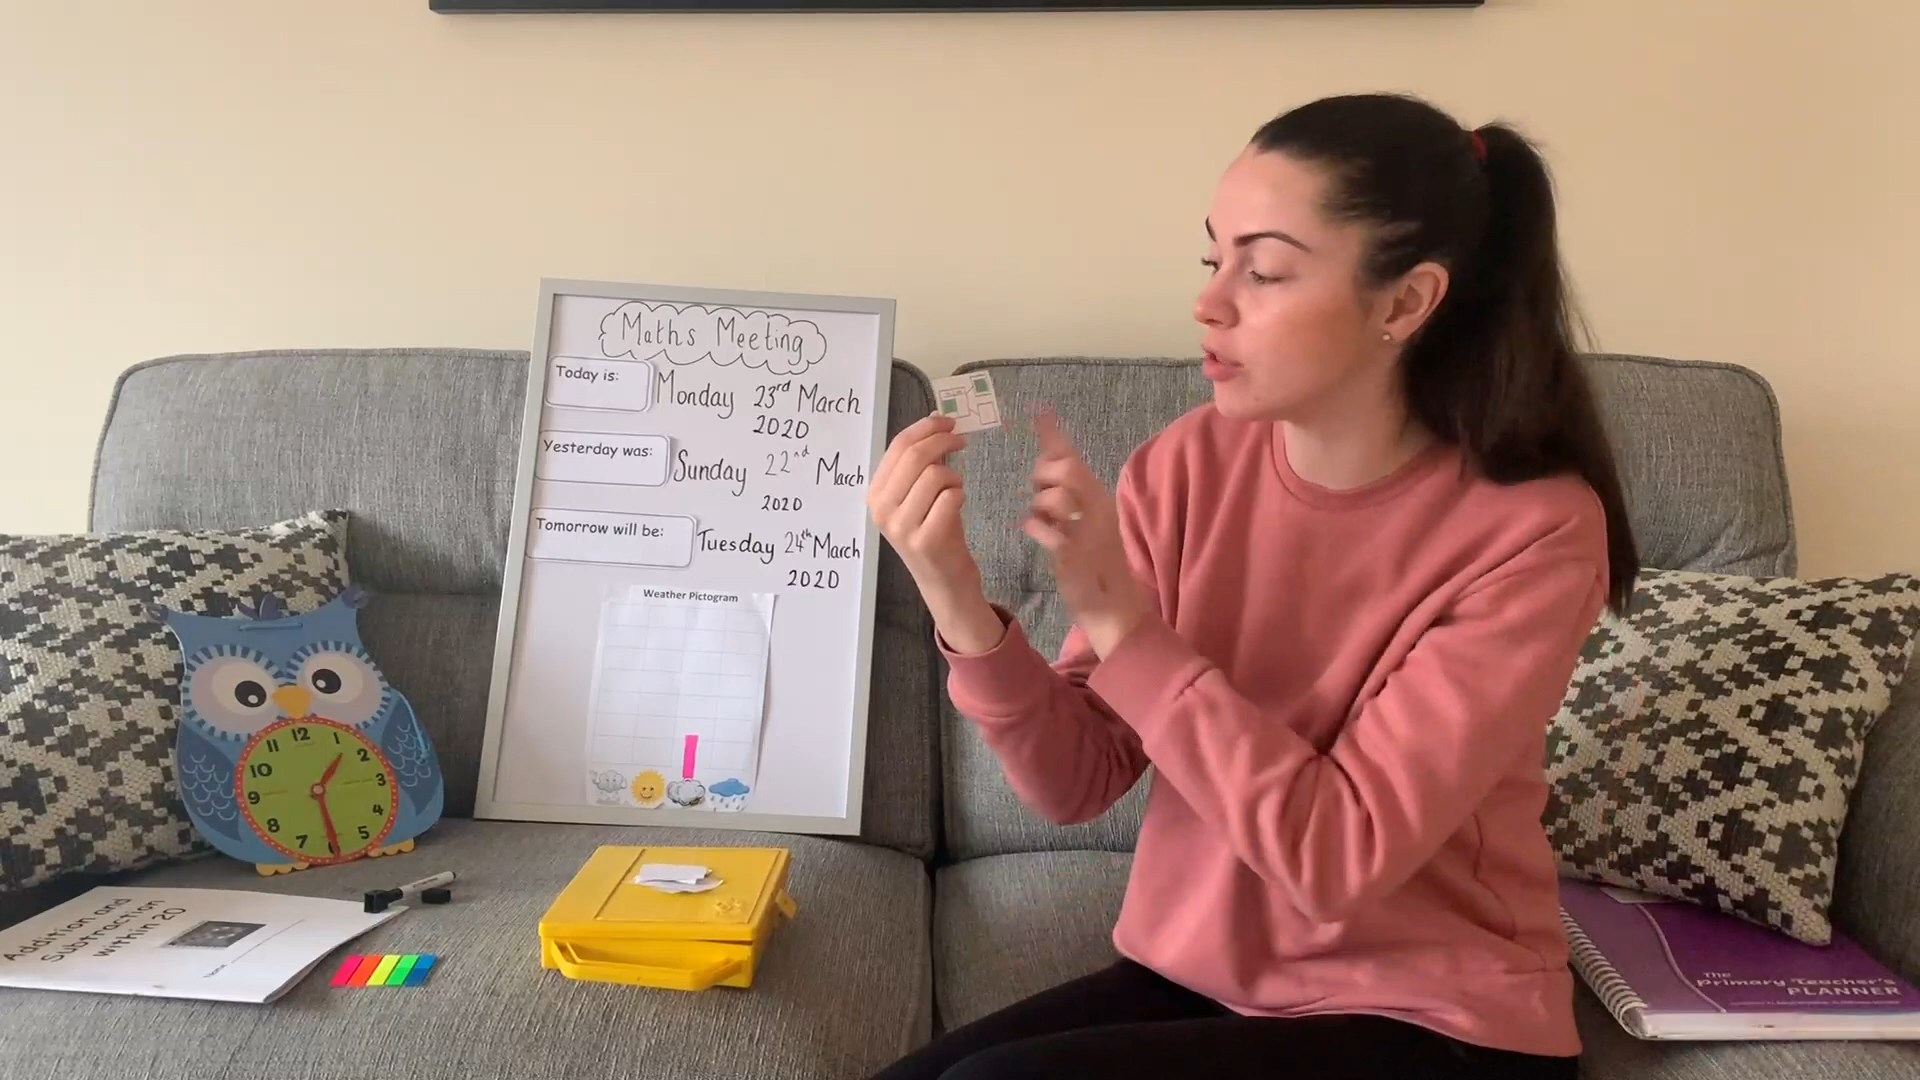 Maths Meeting
Today is:
Monday 23rd March
2020
Yesterday was:
Sunday 22nd March
2020
Tomorrow will be:
Tuesday 24th March
2020
Weather Pictogram
12
1
2
3
4
5
7
8
9
10
11
Addition and
Subtraction
within 20
Name
The
Primary Teacher's
PLANNER